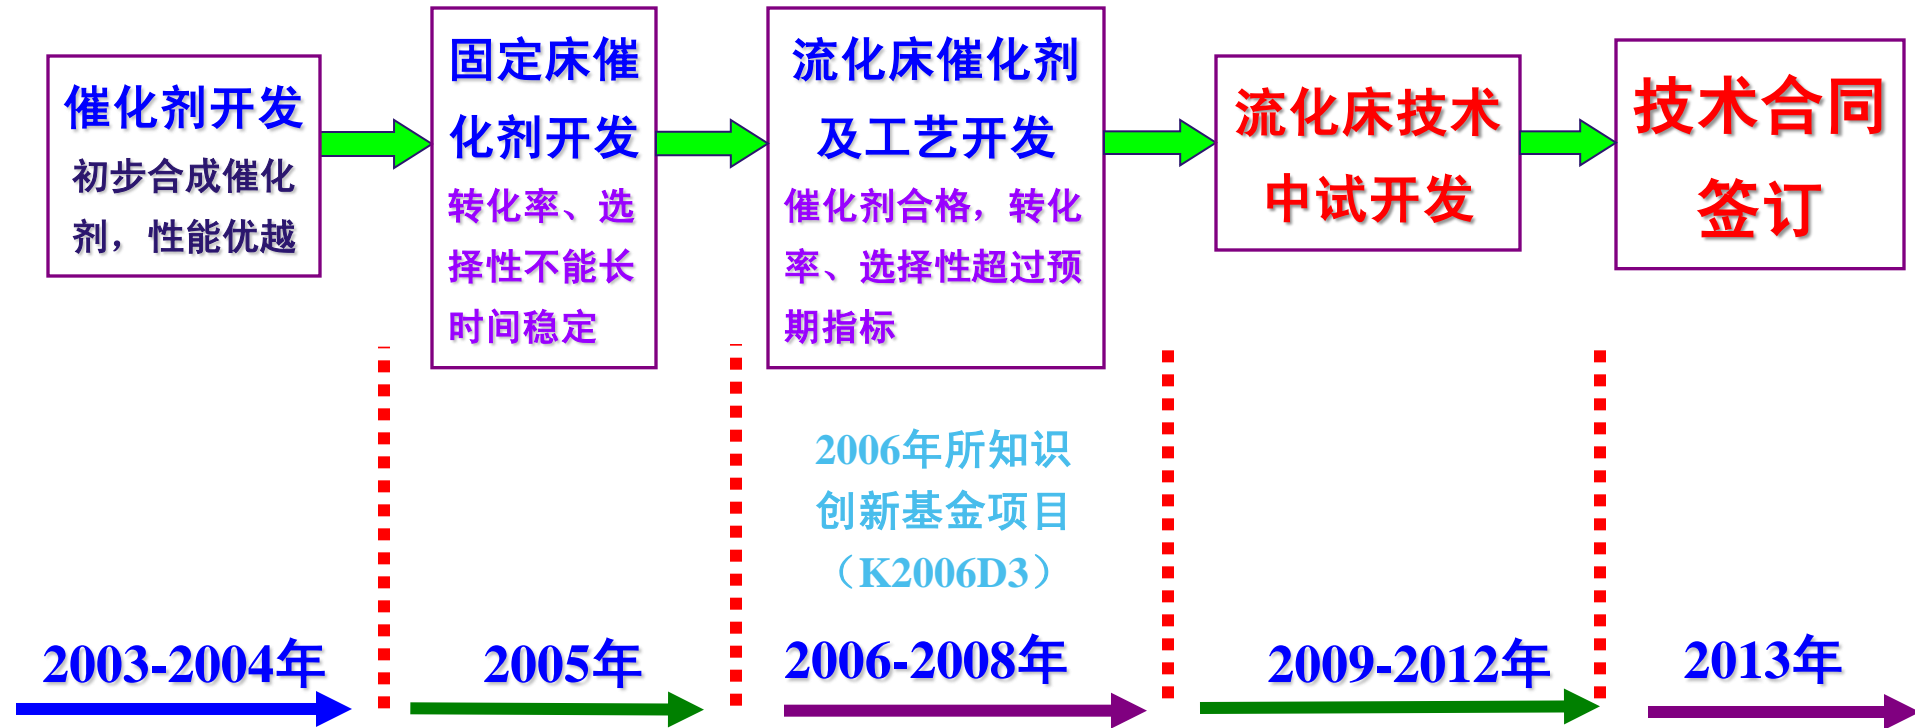 催化剂开发
初步合成催化
剂，性能优越
固定床催
化剂开发
转化率、选
择性不能长
时间稳定
流化床催化剂
及工艺开发
催化剂合格，转化
率、选择性超过预
期指标
流化床技术
中试开发
技术合同
签订
2006年所知识
创新基金项目
（K2006D3）
2003-2004年
2005年
2006-2008年
2009-2012年
2013年